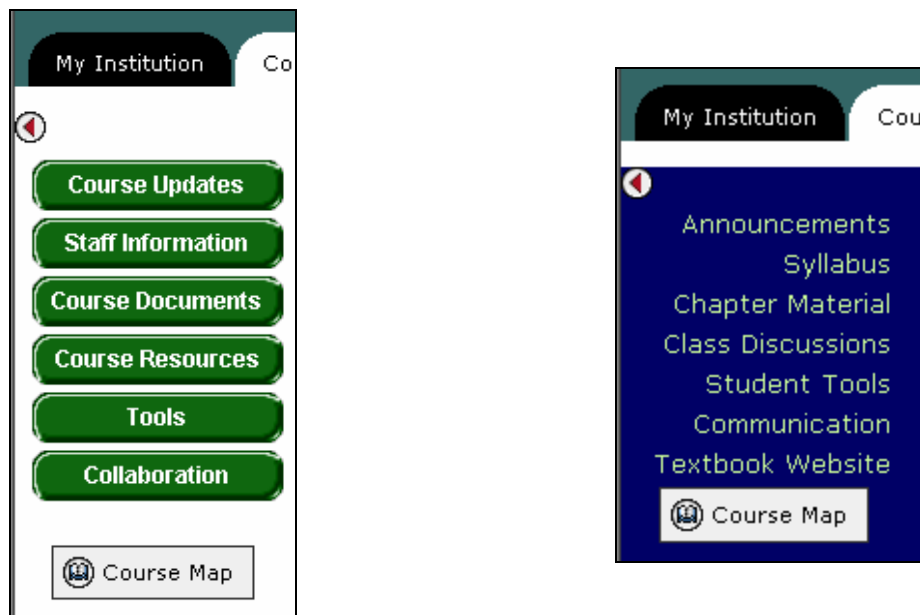 My Institution
Co
Course Updates
Staff Information
Course Documents
Course Resources
Tools
Collaboration
Course Map
My Institution
Cou
Announcements
Syllabus
Chapter Material
Class Discussions
Student Tools
Communication
Textbook Website
Course Map